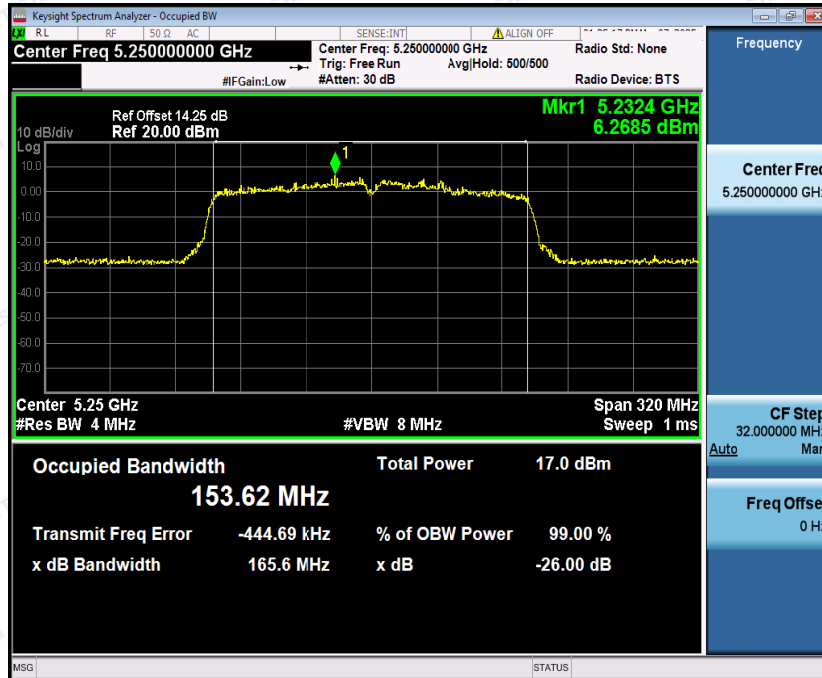 Keysight Spectrum Analyzer - Occupied BW
LXI RL RF 50 Ω AC SENSE:INT ALIGN OFF
Center Freq 5.250000000 GHz
Center Freq: 5.250000000 GHz Radio Std: None
Trig: Free Run Avg|Hold: 500/500
#IFGain:Low #Atten: 30 dB Radio Device: BTS
Ref Offset 14.25 dB
10 dB/div Ref 20.00 dBm
Mkr1 5.2324 GHz
6.2685 dBm
Log
1
10.0
0.00
-10.0
-20.0
-30.0
-40.0
-50.0
-60.0
-70.0
Center 5.25 GHz Span 320 MHz
#Res BW 4 MHz #VBW 8 MHz Sweep 1 ms
Occupied Bandwidth Total Power 17.0 dBm
153.62 MHz
Transmit Freq Error -444.69 kHz % of OBW Power 99.00 %
x dB Bandwidth 165.6 MHz x dB -26.00 dB
MSG STATUS
Frequency
Center Freq
5.250000000 GH
CF Step
32.000000 MH
Auto Man
Freq Offse
0 H